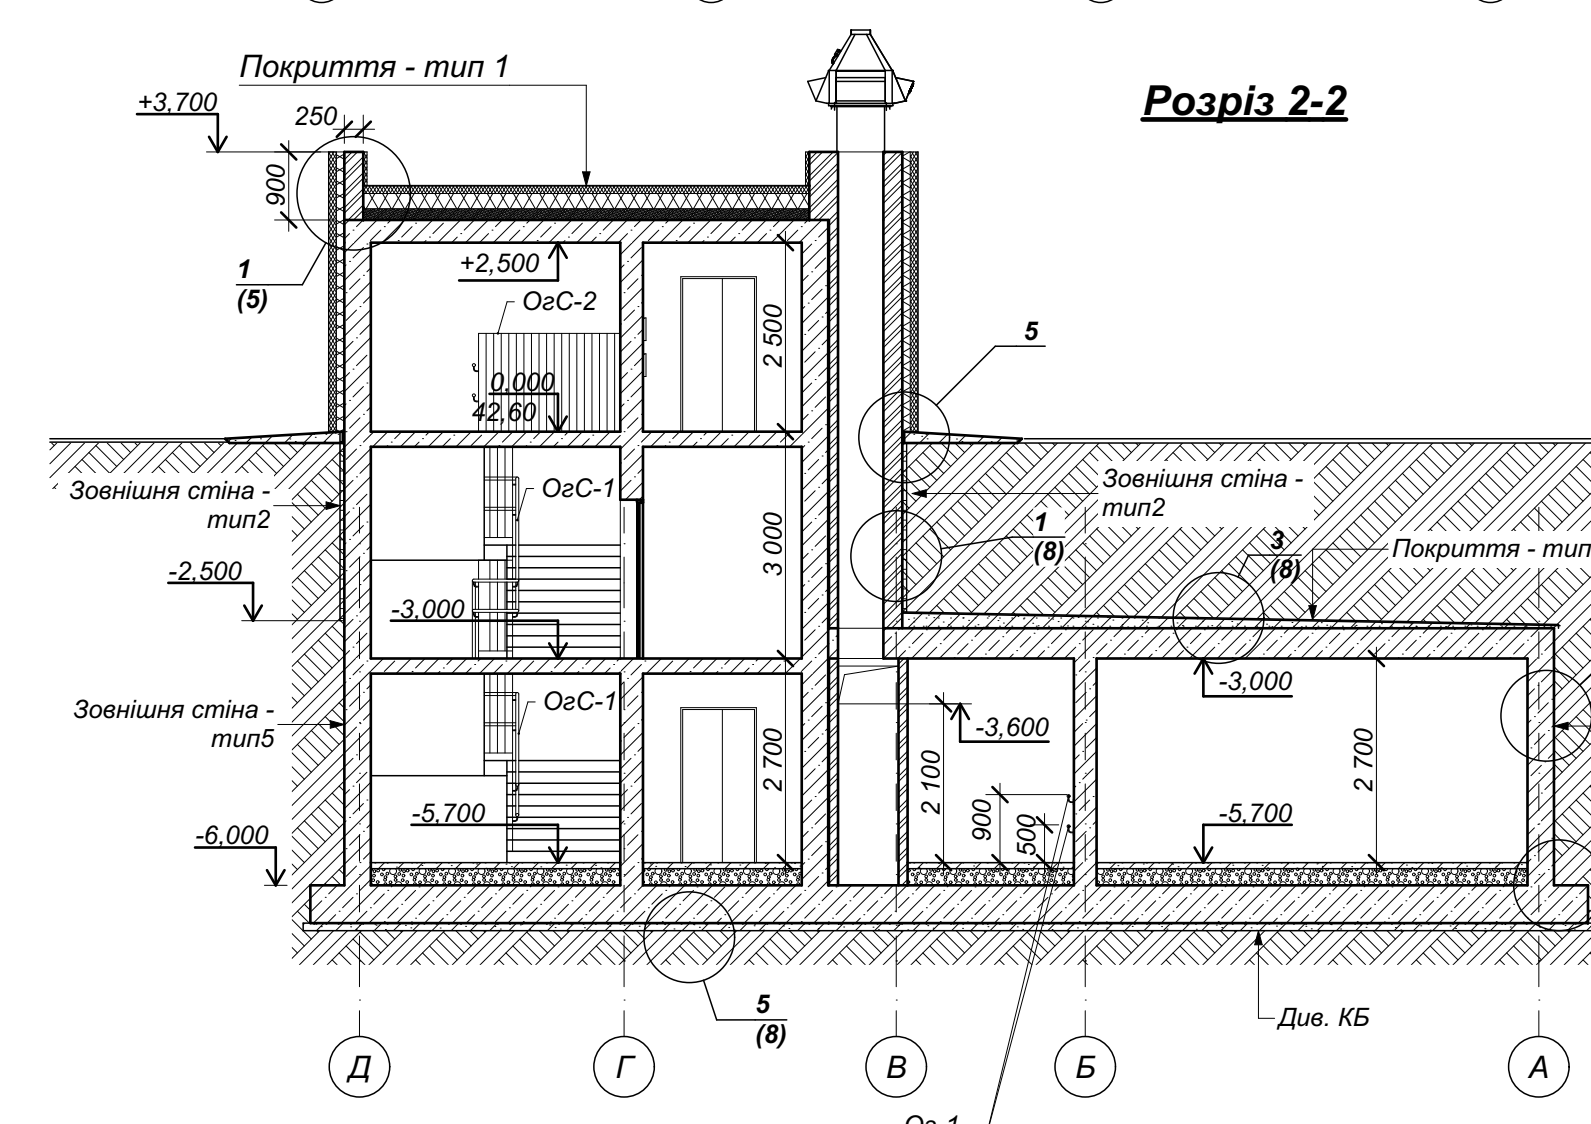 Розріз 2-2
Покриття - тип 1
+3,700
250
900
1
(5)
+2,500
ОгС-2
2 500
0,000
42,60
5
Зовнішня стіна -
тип2
ОгС-1
3 000
Зовнішня стіна -
тип2
1
(8)
3
(8)
Покриття - тип
-2,500
-3,000
-3,000
Зовнішня стіна -
тип5
ОгС-1
2 700
-3,600
2 100
900
500
2 700
-5,700
-5,700
-6,000
5
(8)
Див. КБ
Д
Г
В
Б
А